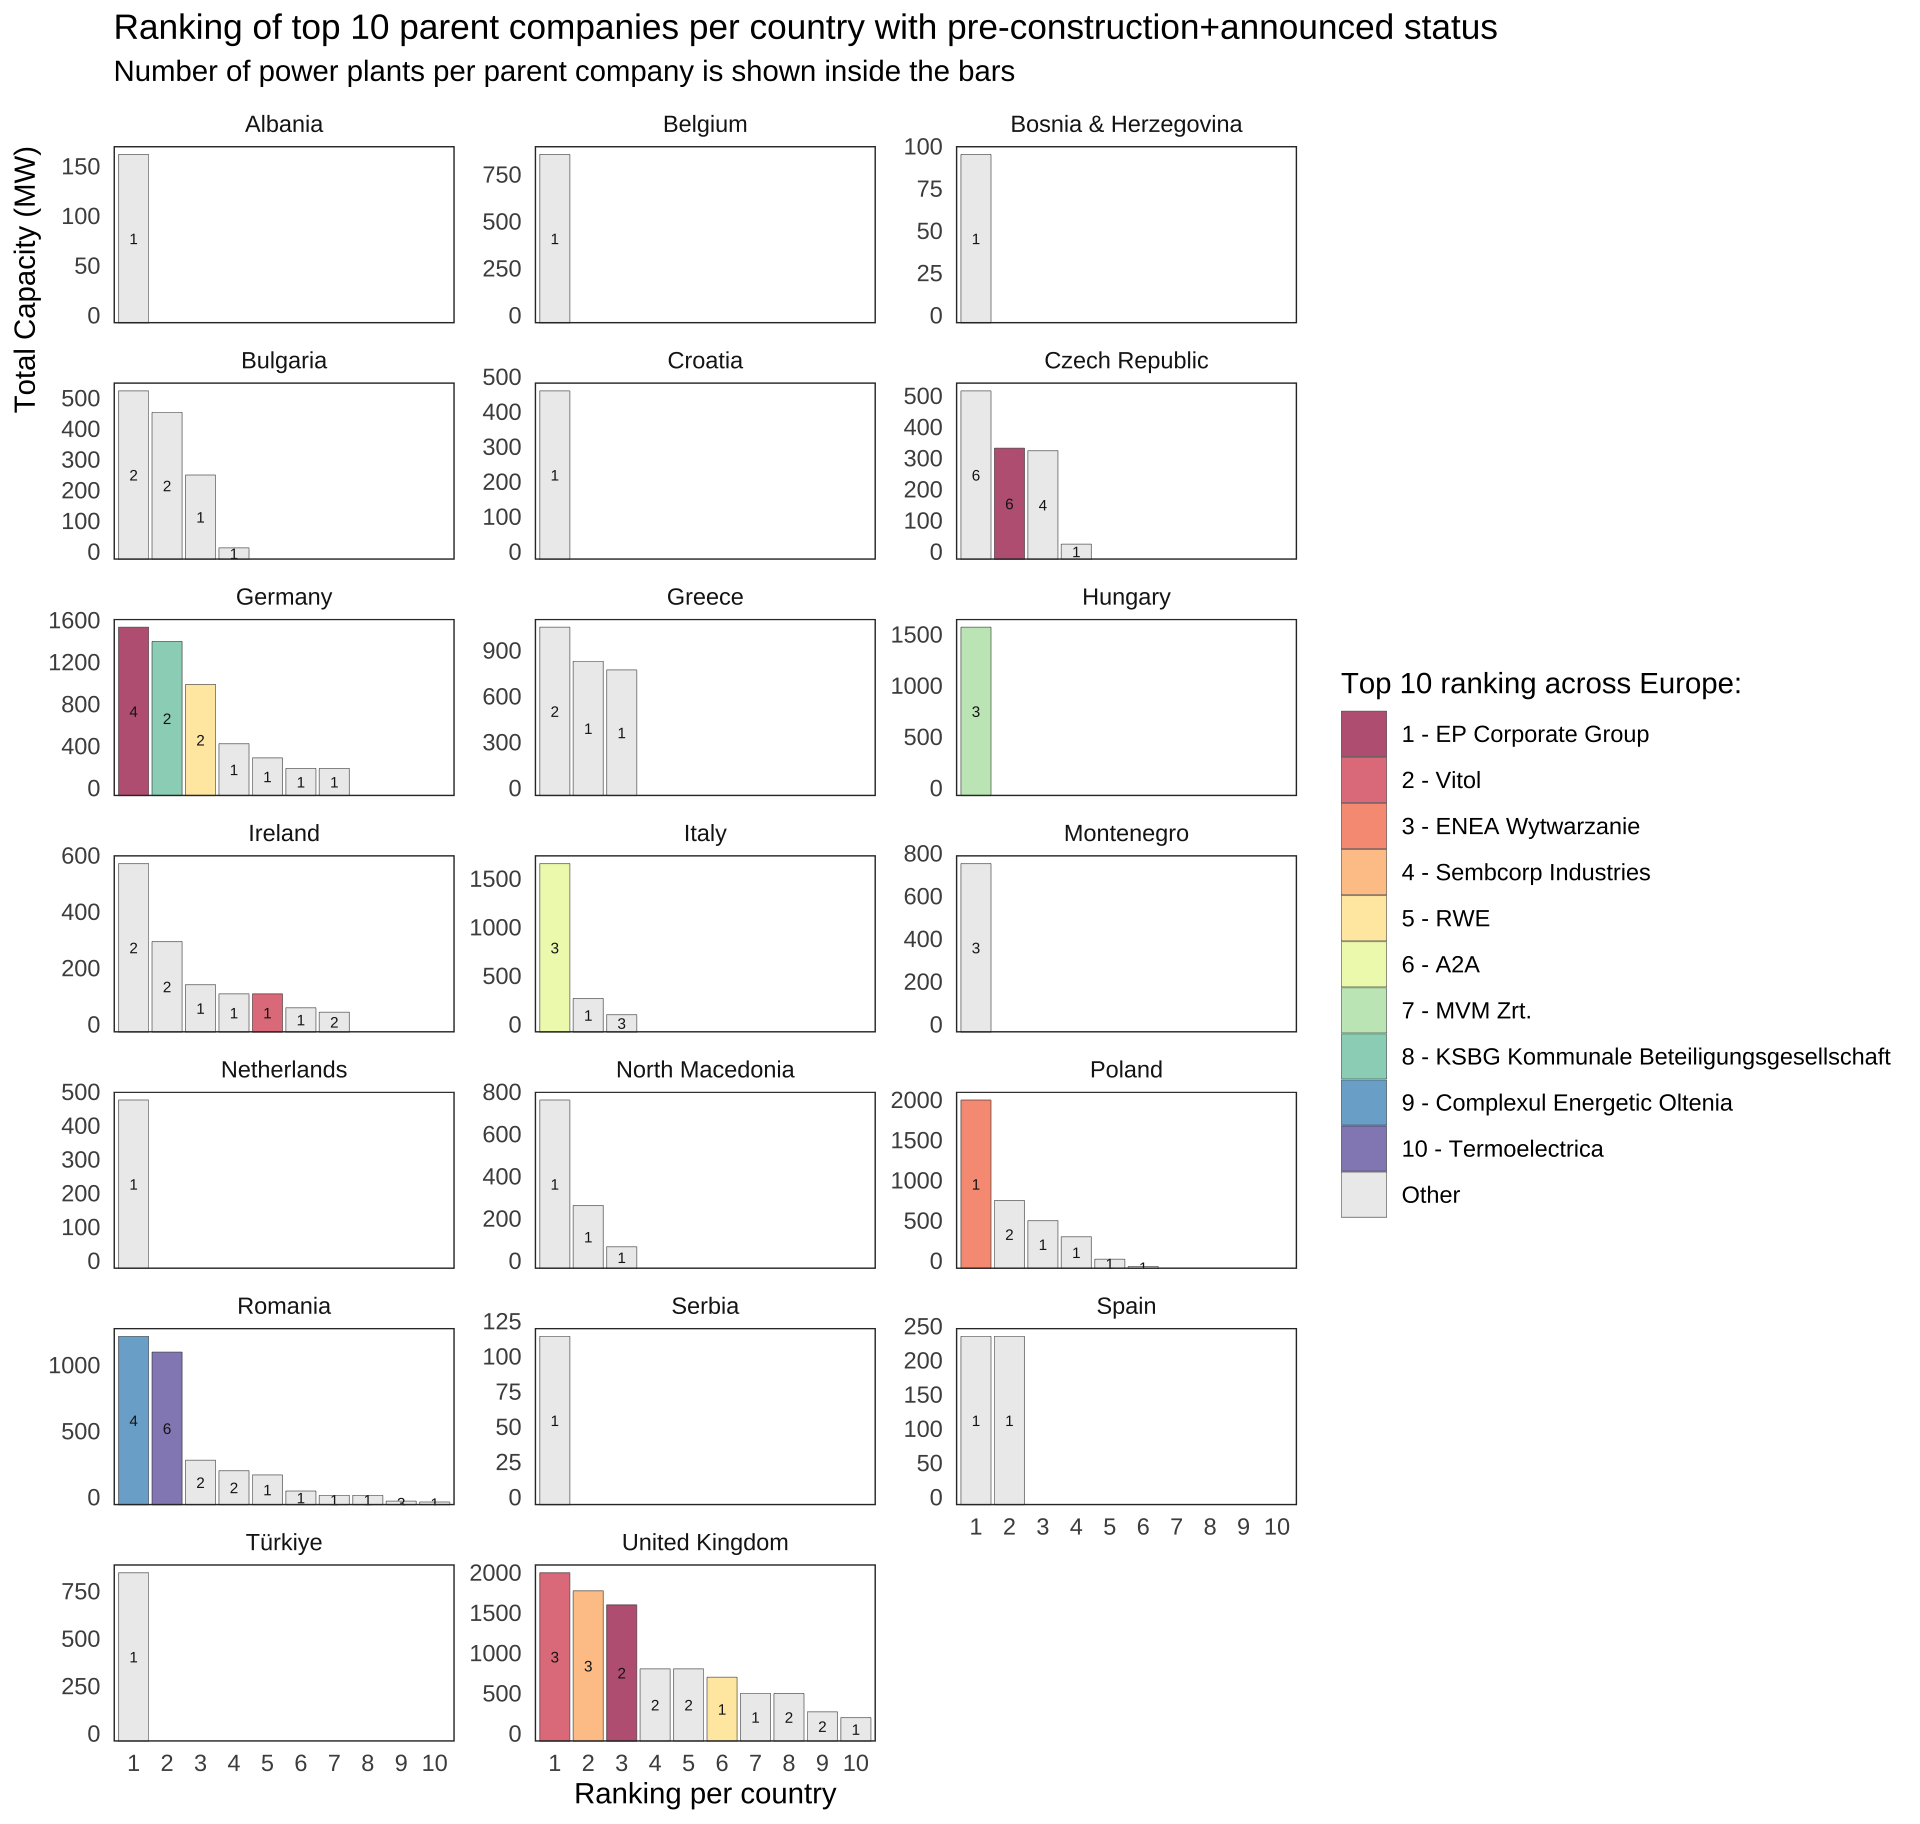 Ranking of top 10 parent companies per country with pre-construction+announced status
Number of power plants per parent company is shown inside the bars
Total Capacity (MW)
Albania
150
100
50
0
1
Belgium
750
500
250
0
1
Bosnia & Herzegovina
100
75
50
25
0
1
Bulgaria
500
400
300
200
100
0
2 2 1 1
Croatia
500
400
300
200
100
0
1
Czech Republic
500
400
300
200
100
0
6 6 4 1
Germany
1600
1200
800
400
0
4 2 2 1 1 1 1
Greece
900
600
300
0
2 1 1
Hungary
1500
1000
500
0
3
Ireland
600
400
200
0
2 2 1 1 1 1 2
Italy
1500
1000
500
0
3 1 3
Montenegro
800
600
400
200
0
3
Netherlands
500
400
300
200
100
0
1
North Macedonia
800
600
400
200
0
1 1 1
Poland
2000
1500
1000
500
0
1 2 1 1 1 1
Romania
1000
500
0
4 6 2 2 1 1 1 1 1
Serbia
125
100
75
50
25
0
1
Spain
250
200
150
100
50
0
1 1
1 2 3 4 5 6 7 8 9 10
Türkiye
750
500
250
0
1
1 2 3 4 5 6 7 8 9 10
United Kingdom
2000
1500
1000
500
0
3 3 2 2 2 1 1 2 2 1
1 2 3 4 5 6 7 8 9 10
Ranking per country
Top 10 ranking across Europe:
1 - EP Corporate Group
2 - Vitol
3 - ENEA Wytwarzanie
4 - Sembcorp Industries
5 - RWE
6 - A2A
7 - MVM Zrt.
8 - KSBG Kommunale Beteiligungsgesellschaft
9 - Complexul Energetic Oltenia
10 - Termoelectrica
Other